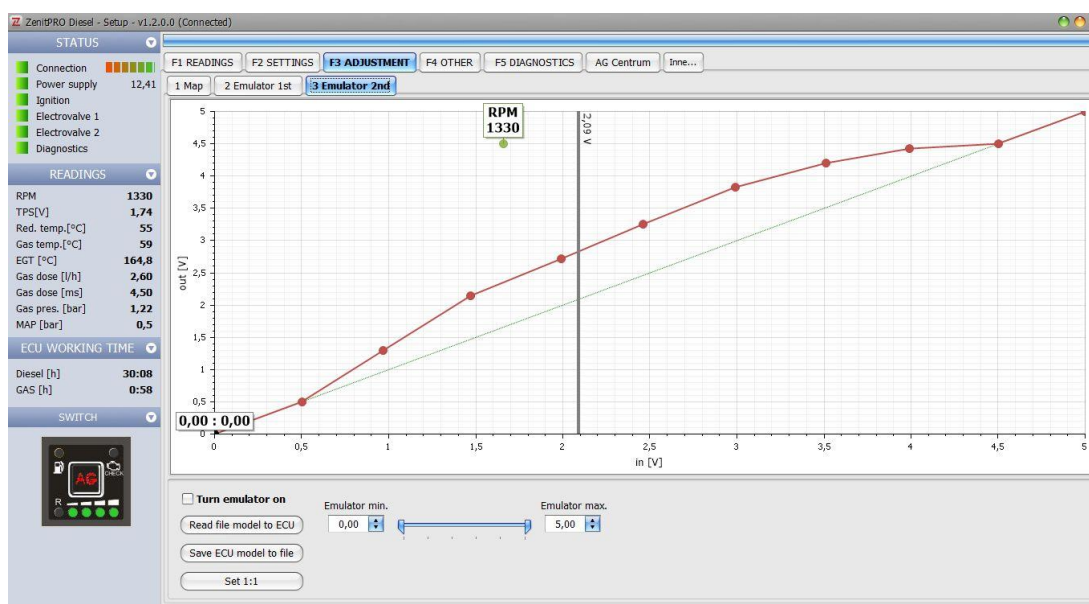 ZenitPRO Diesel - Setup - v1.2.0.0 (Connected)
STATUS
Connection
Power supply 12,41
Ignition
Electrovalve 1
Electrovalve 2
Diagnostics
READINGS
RPM 1330
TPS[V] 1,74
Red. temp.[°C] 55
Gas temp.[°C] 59
EGT [°C] 164,8
Gas dose [l/h] 2,60
Gas dose [ms] 4,50
Gas pres. [bar] 1,22
MAP [bar] 0,5
ECU WORKING TIME
Diesel [h] 30:08
GAS [h] 0:58
SWITCH
AG
CHECK
R
F1 READINGS F2 SETTINGS F3 ADJUSTMENT F4 OTHER F5 DIAGNOSTICS AG Centrum Inne...
1 Map 2 Emulator 1st 3 Emulator 2nd
RPM
1330
2,09 V
out [V]
5
4,5
4
3,5
3
2,5
2
1,5
1
0,5
0
0,00 : 0,00
0 0,5 1 1,5 2 2,5 3 3,5 4 4,5 5
in [V]
Turn emulator on
Read file model to ECU
Save ECU model to file
Set 1:1
Emulator min.
0,00
Emulator max.
5,00